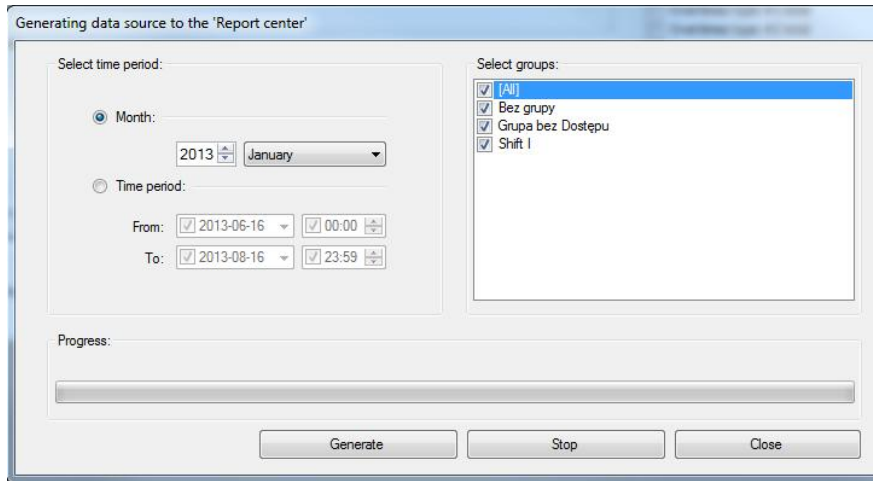 Generating data source to the 'Report center'
Select time period:
Month:
2013 January
Time period:
From: 2013-06-16 00:00
To: 2013-08-16 23:59
Select groups:
[All]
Bez grupy
Grupa bez Dostępu
Shift I
Progress:
Generate Stop Close